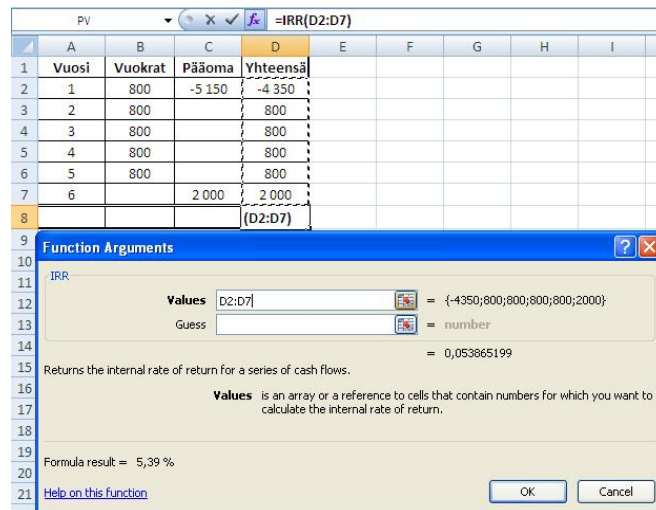 PV =IRR(D2:D7)
A B C D E F G H I
1 Vuosi Vuokrat Pääoma Yhteensä
2 1 800 -5 150 -4 350
3 2 800 800
4 3 800 800
5 4 800 800
6 5 800 800
7 6 2 000 2 000
8 (D2:D7)
9 Function Arguments
10
11 IRR
12 Values D2:D7 = {-4350;800;800;800;800;2000}
13 Guess = number
14 = 0,053865199
15 Returns the internal rate of return for a series of cash flows.
16 Values is an array or a reference to cells that contain numbers for which you want to
17 calculate the internal rate of return.
18
19
20 Formula result = 5,39 %
21 Help on this function OK Cancel